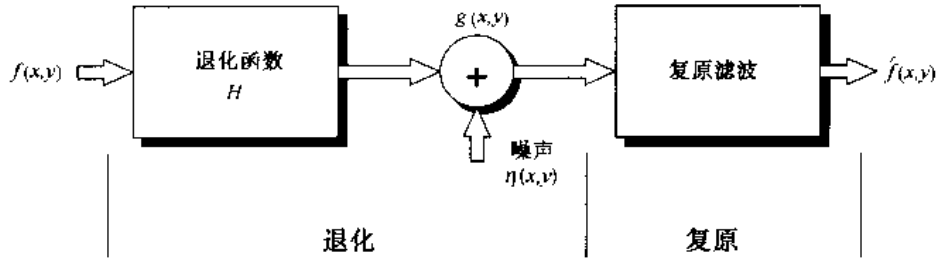 g(x,y)
f(x,y)
退化函数
H
+
复原滤波
f̂(x,y)
噪声
η(x,y)
退化
复原